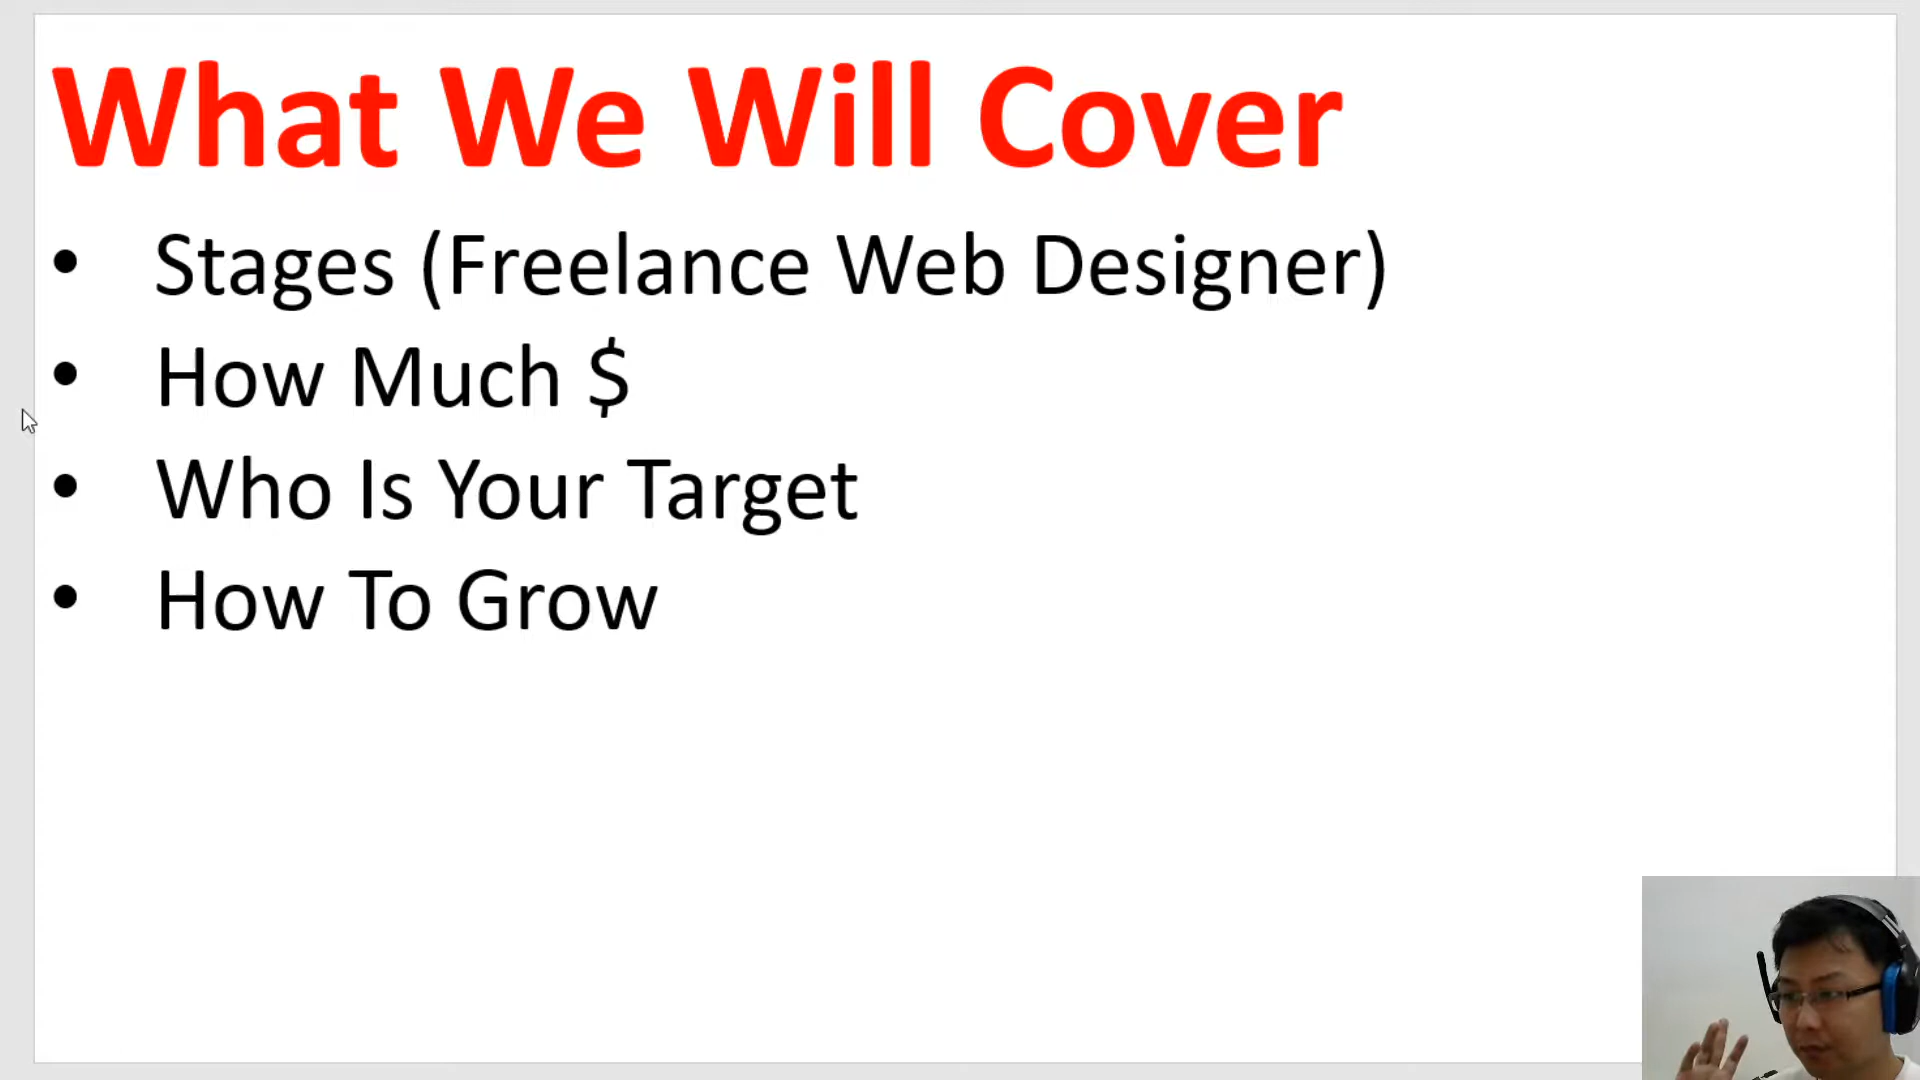 What We Will Cover
• Stages (Freelance Web Designer)
• How Much $
• Who Is Your Target
• How To Grow